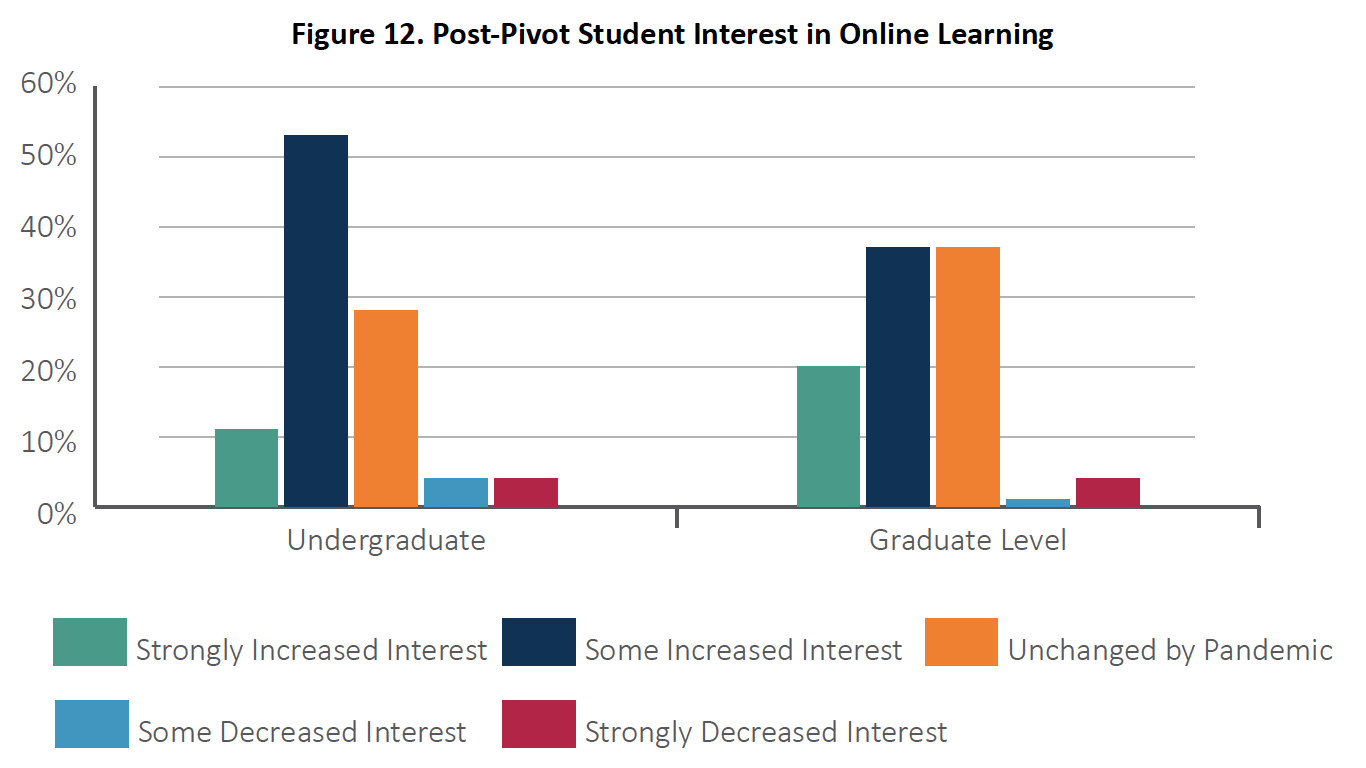 Figure 12. Post-Pivot Student Interest in Online Learning
60%
50%
40%
30%
20%
10%
0%
Undergraduate Graduate Level
Strongly Increased Interest Some Increased Interest Unchanged by Pandemic
Some Decreased Interest Strongly Decreased Interest